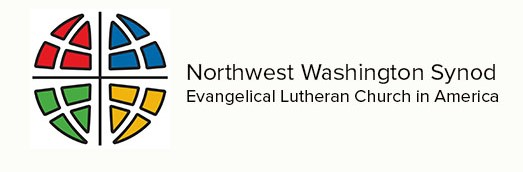 Northwest Washington Synod
Evangelical Lutheran Church in America